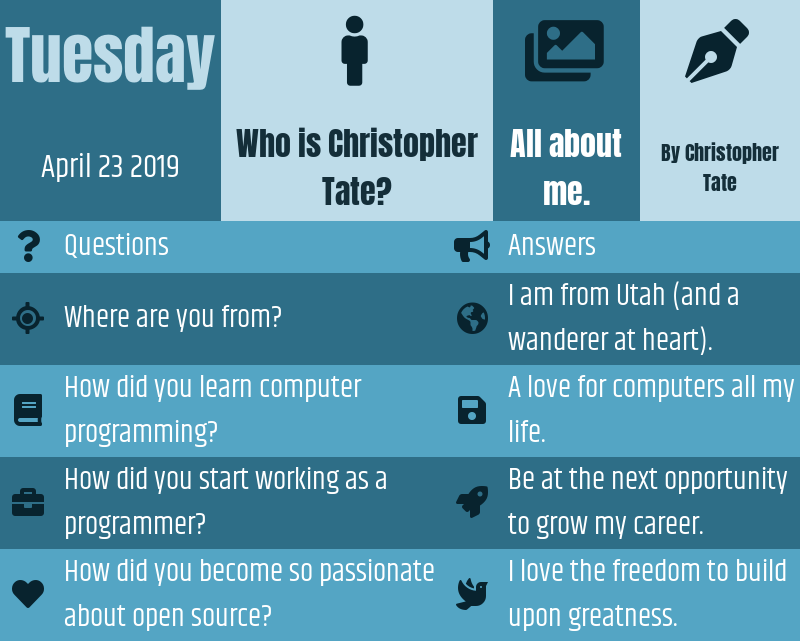 Tuesday
April 23 2019
Who is Christopher
Tate?
All about
me.
By Christopher
Tate
Questions
Answers
Where are you from?
I am from Utah (and a
wanderer at heart).
How did you learn computer
programming?
A love for computers all my
life.
How did you start working as a
programmer?
Be at the next opportunity
to grow my career.
How did you become so passionate
about open source?
I love the freedom to build
upon greatness.